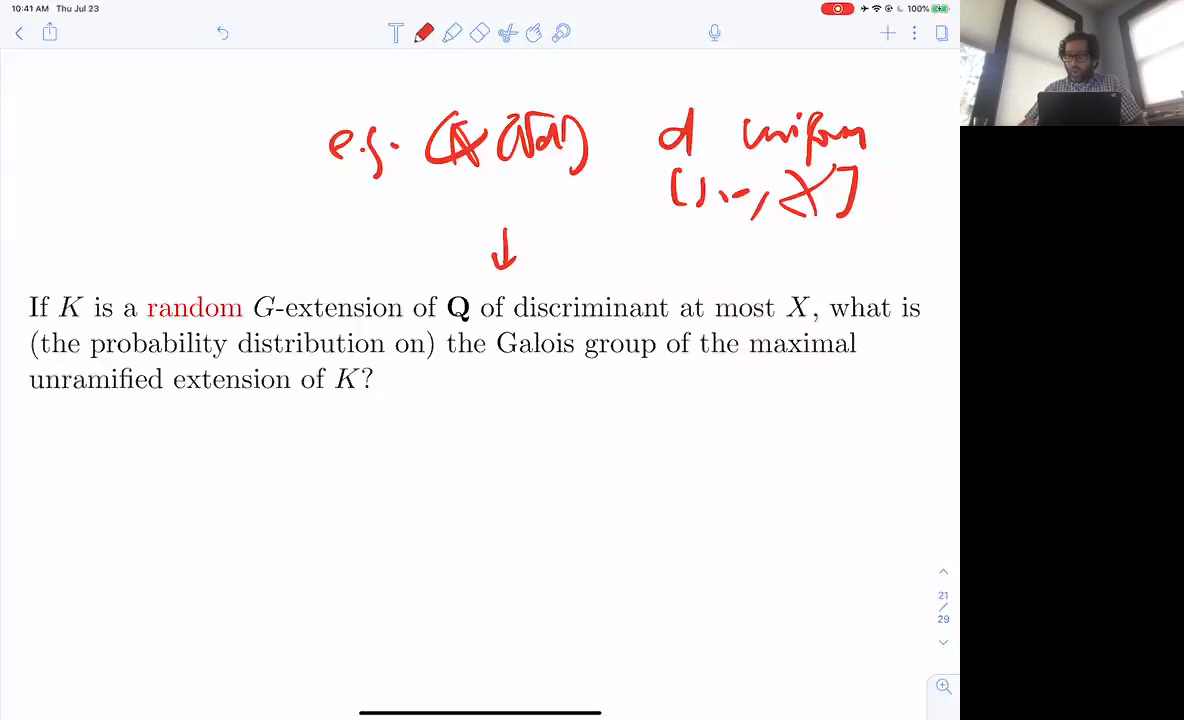 10:41 AM Thu Jul 23
100%
e.g. Q(√d) d uniform
[1, ..., X]
If K is a random G-extension of Q of discriminant at most X, what is
(the probability distribution on) the Galois group of the maximal
unramified extension of K?
21
/
29